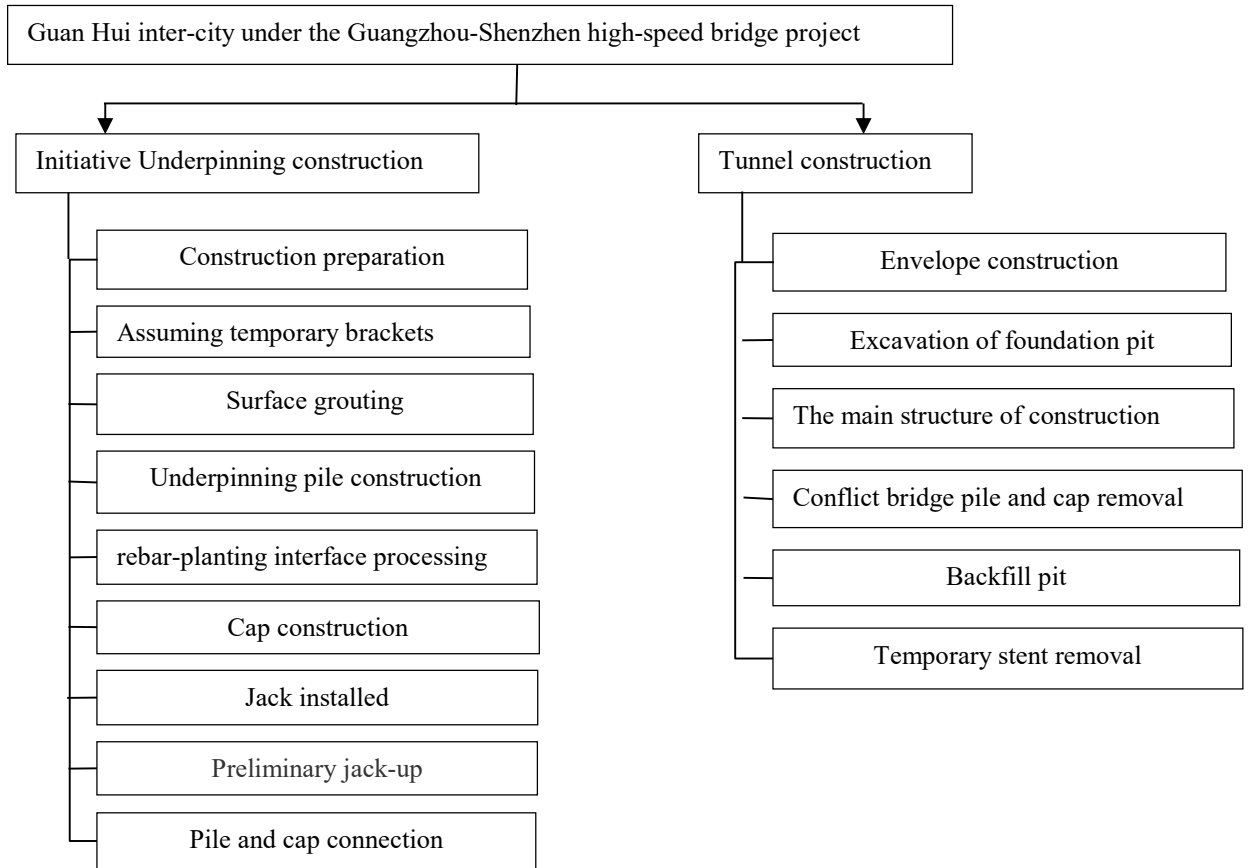 Guan Hui inter-city under the Guangzhou-Shenzhen high-speed bridge project
Initiative Underpinning construction
Construction preparation
Assuming temporary brackets
Surface grouting
Underpinning pile construction
rebar-planting interface processing
Cap construction
Jack installed
Preliminary jack-up
Pile and cap connection
Tunnel construction
Envelope construction
Excavation of foundation pit
The main structure of construction
Conflict bridge pile and cap removal
Backfill pit
Temporary stent removal